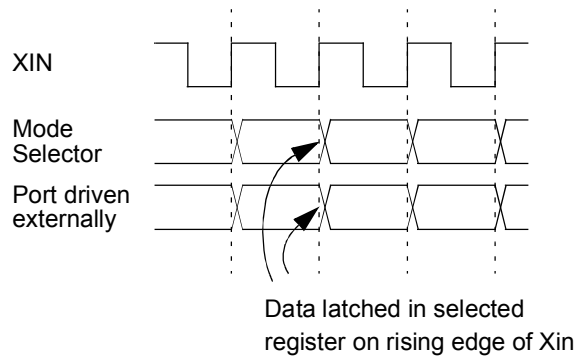 XIN
Mode
Selector
Port driven
externally
Data latched in selected
register on rising edge of Xin